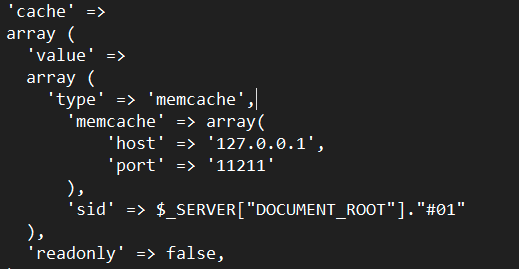 'cache' =>
array (
'value' =>
array (
'type' => 'memcache',
'memcache' => array(
'host' => '127.0.0.1',
'port' => '11211'
),
'sid' => $_SERVER["DOCUMENT_ROOT"]."#01"
),
'readonly' => false,